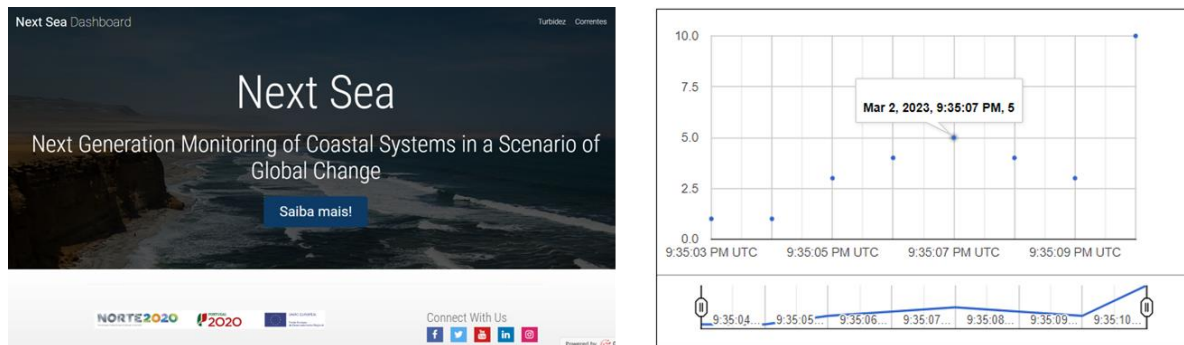 Next Sea Dashboard
Turbidez Correntes
Next Sea
Next Generation Monitoring of Coastal Systems in a Scenario of
Global Change
Saiba mais!
NORTE2020
2020
Connect With Us
Powered by
10.0
7.5
5.0
2.5
0.0
Mar 2, 2023, 9:35:07 PM, 5
9:35:03 PM UTC 9:35:05 PM UTC 9:35:07 PM UTC 9:35:09 PM UTC
9:35:04... 9:35:05... 9:35:06... 9:35:07... 9:35:08... 9:35:09... 9:35:10...